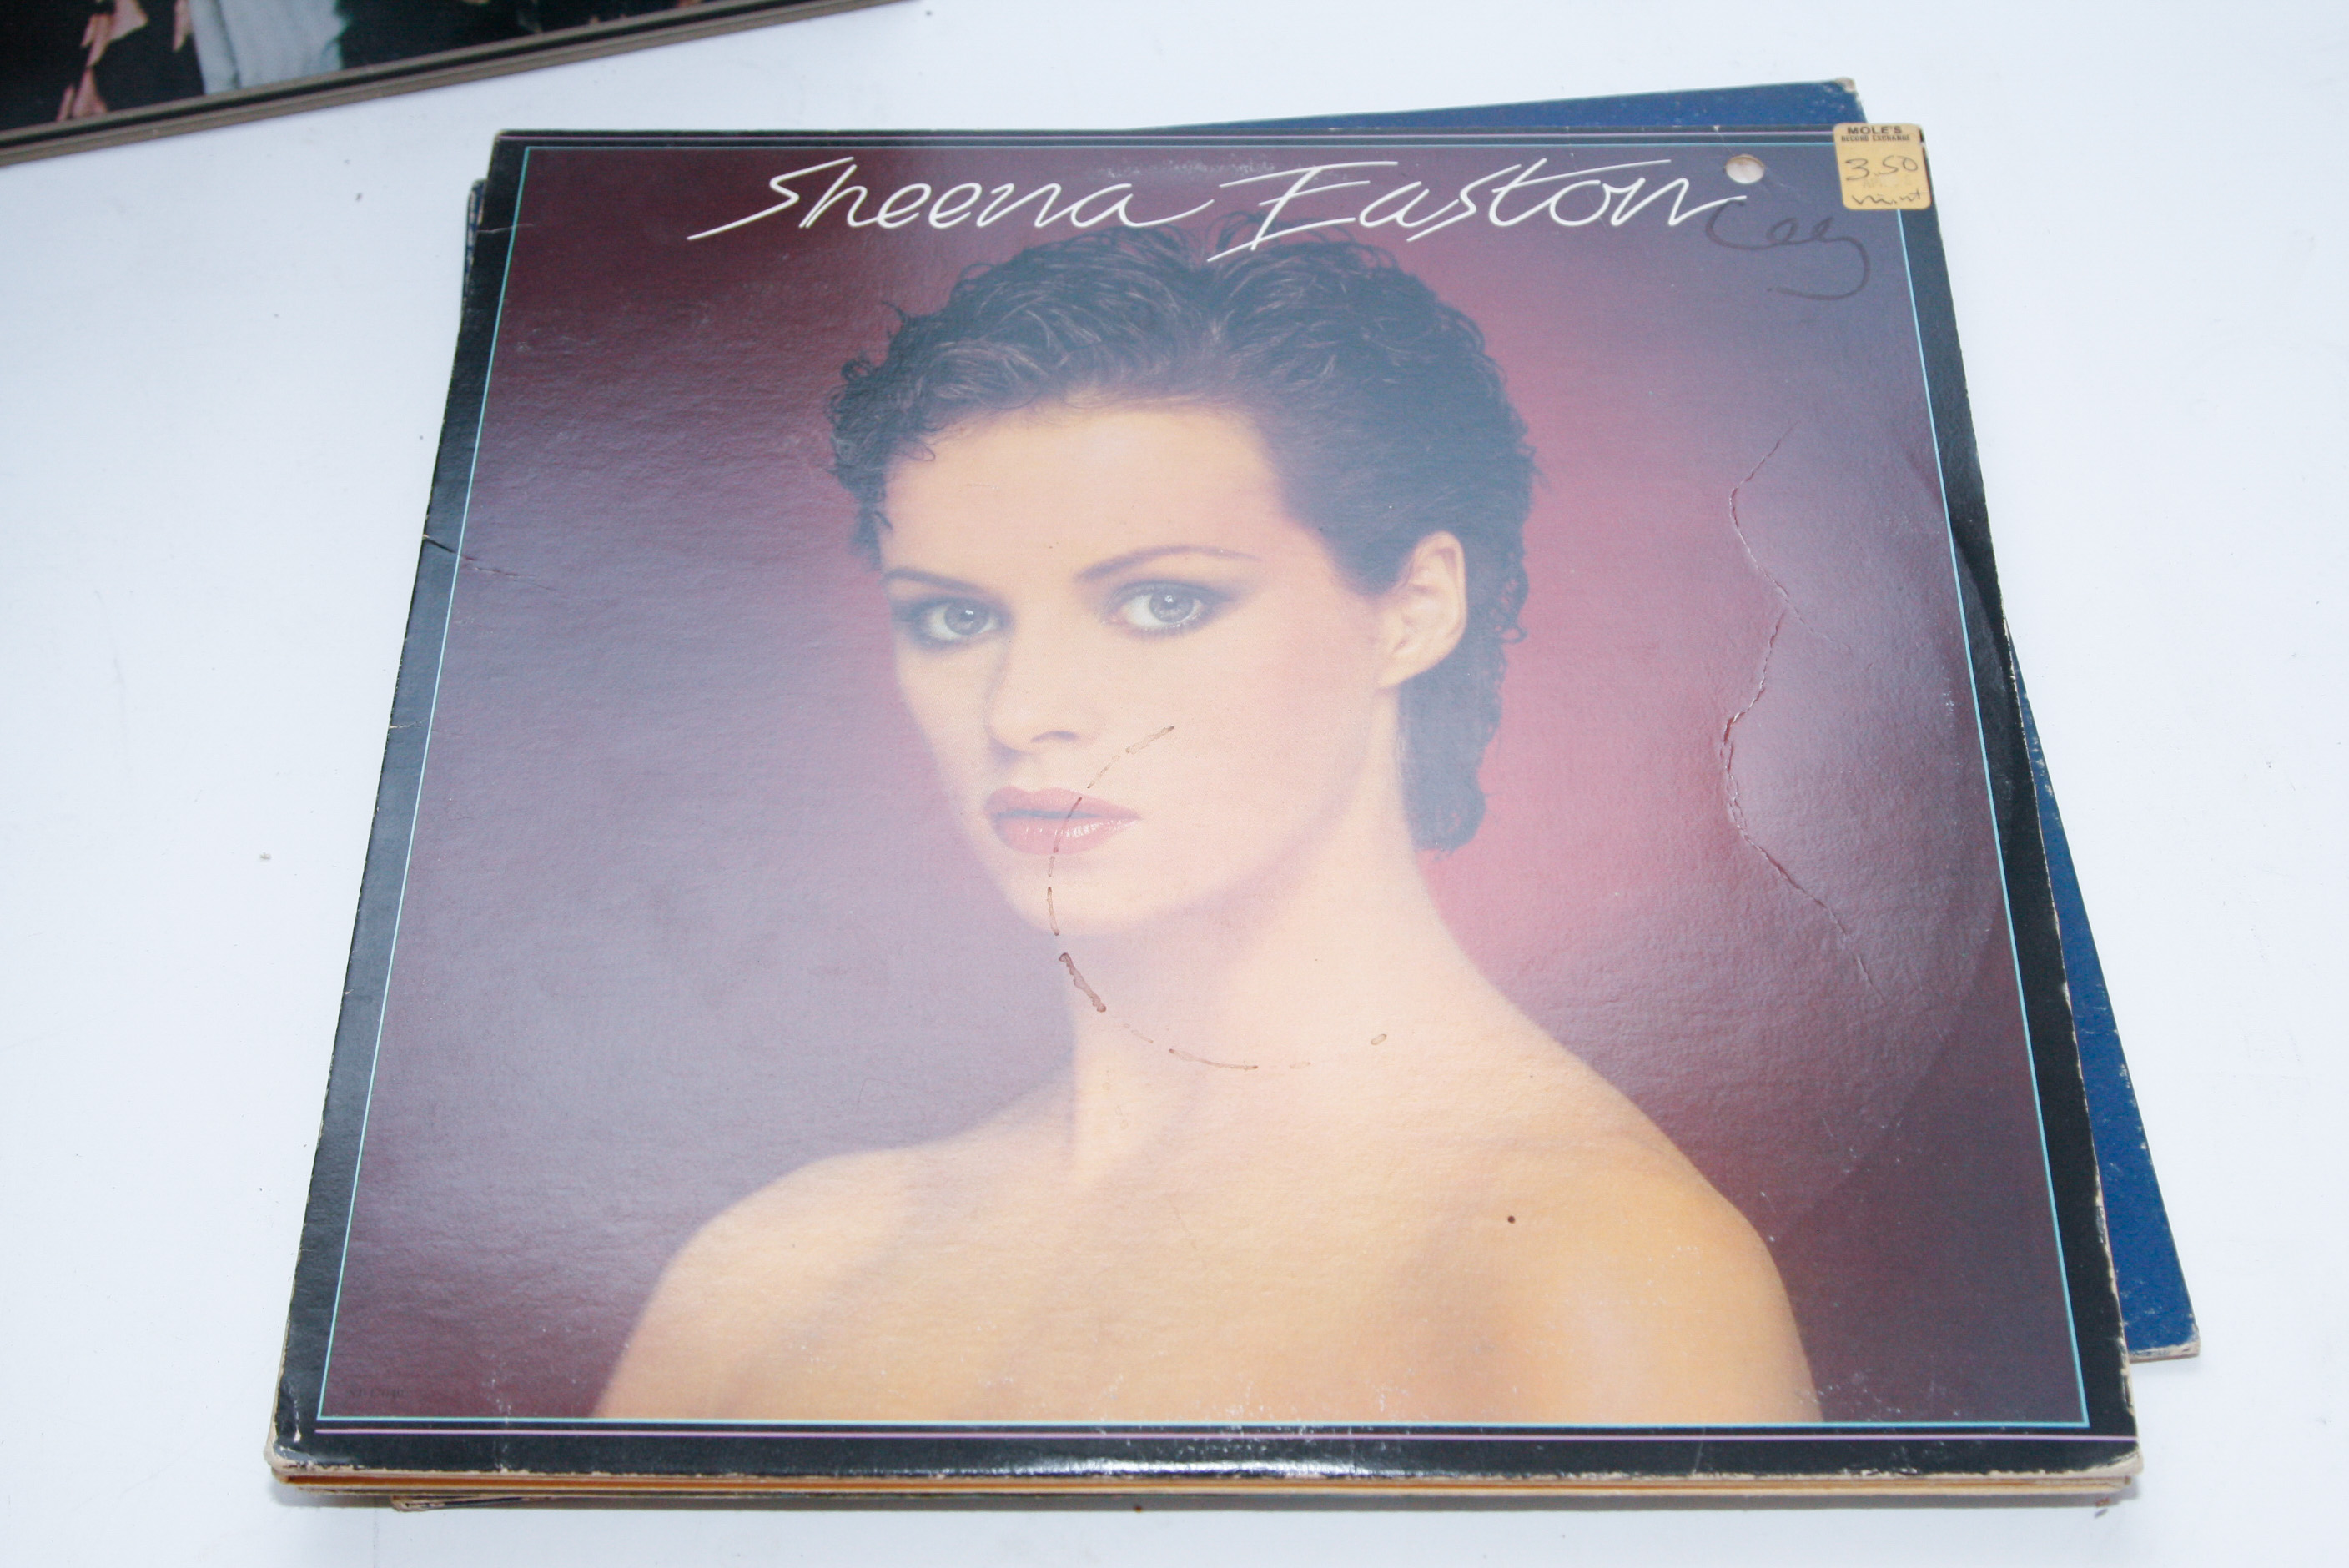 Sheena Easton
MOLE'S
RECORD EXCHANGE
3.50
mint